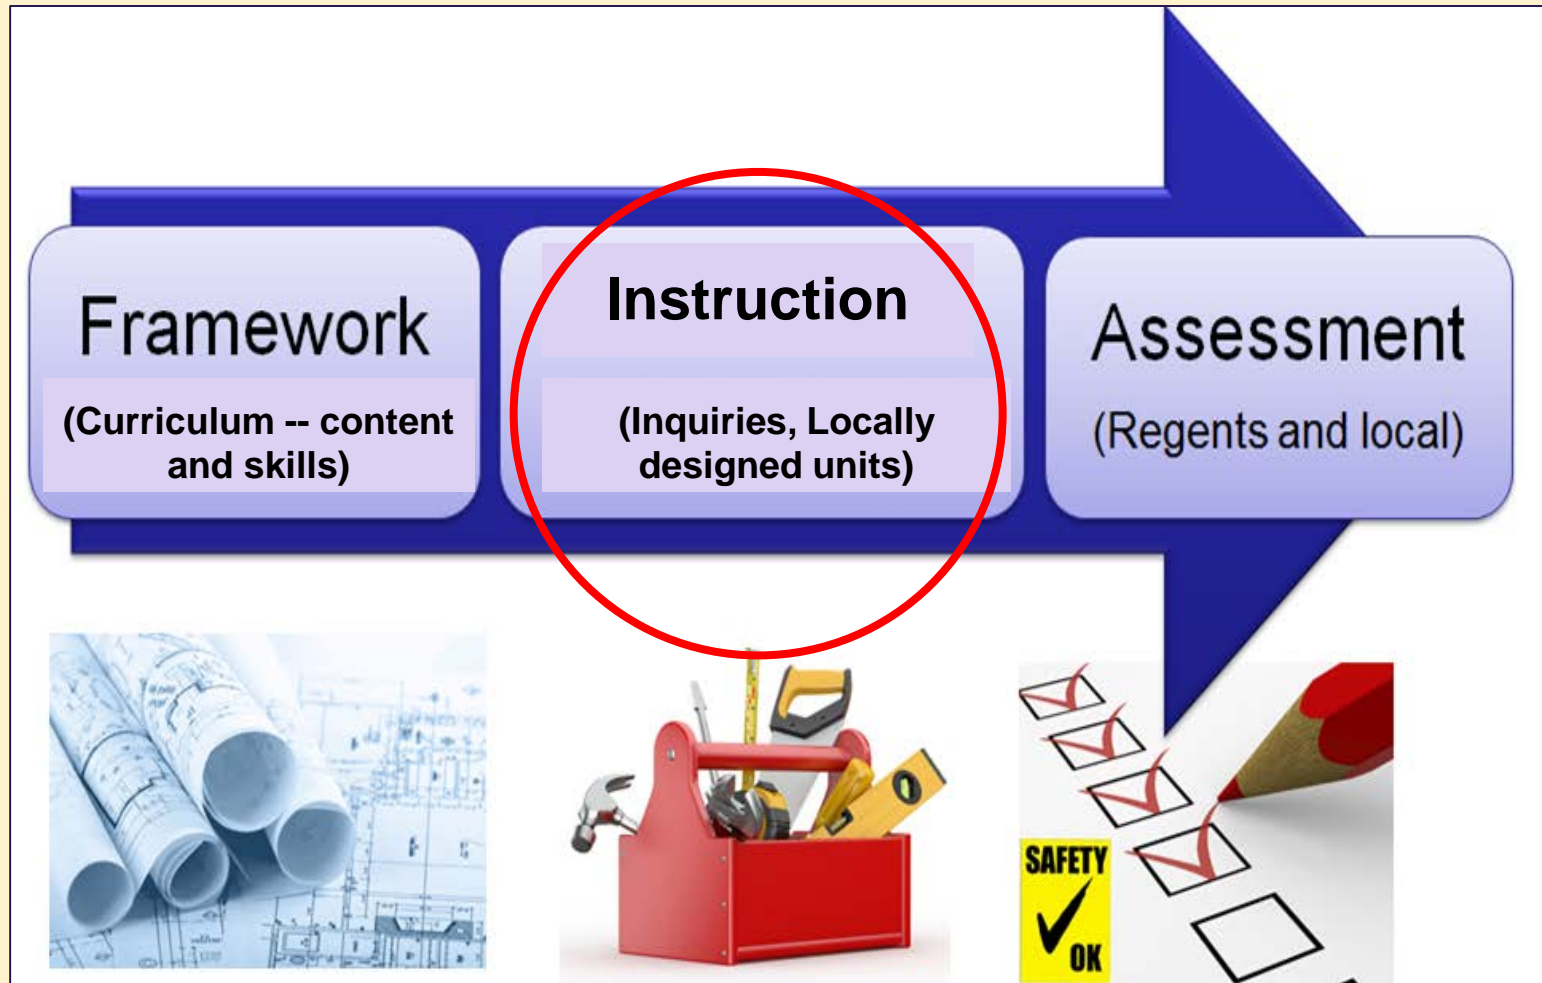 Framework
(Curriculum -- content
and skills)
Instruction
(Inquiries, Locally
designed units)
Assessment
(Regents and local)
SAFETY
OK